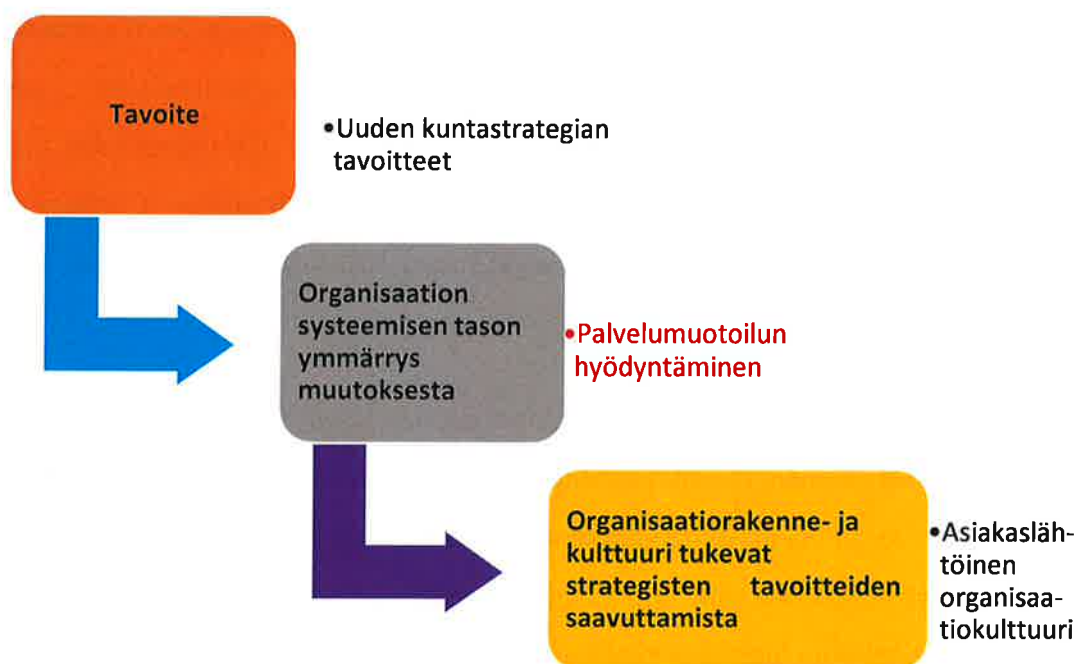 Tavoite
•Uuden kuntastrategian
tavoitteet
Organisaation
systeemisen tason
ymmärrys
muutoksesta
•Palvelumuotoilun
hyödyntäminen
Organisaatiorakenne- ja
kulttuuri tukevat
strategisten tavoitteiden
saavuttamista
•Asiakasläh-
töinen
organisaa-
tiokulttuuri